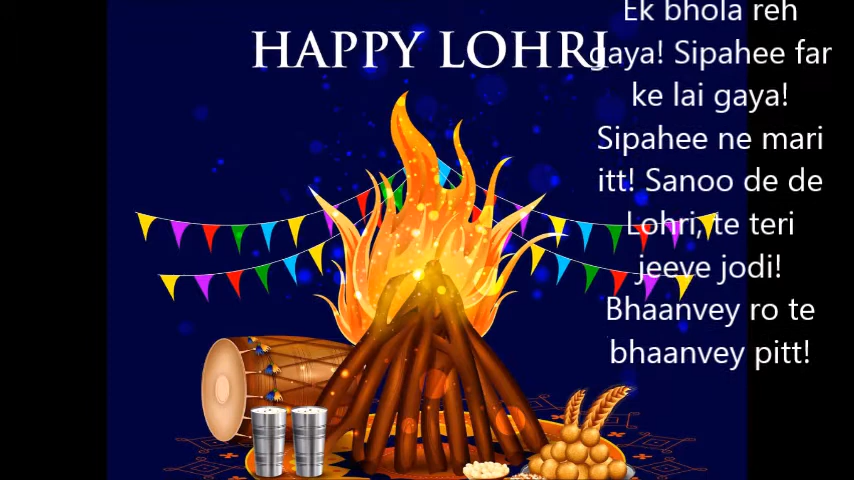 HAPPY LOHRI
Ek bhola reh
gaya! Sipahee far
ke lai gaya!
Sipahee ne mari
itt! Sanoo de de
Lohri, te teri
jeeve jodi!
Bhaanvey ro te
bhaanvey pitt!